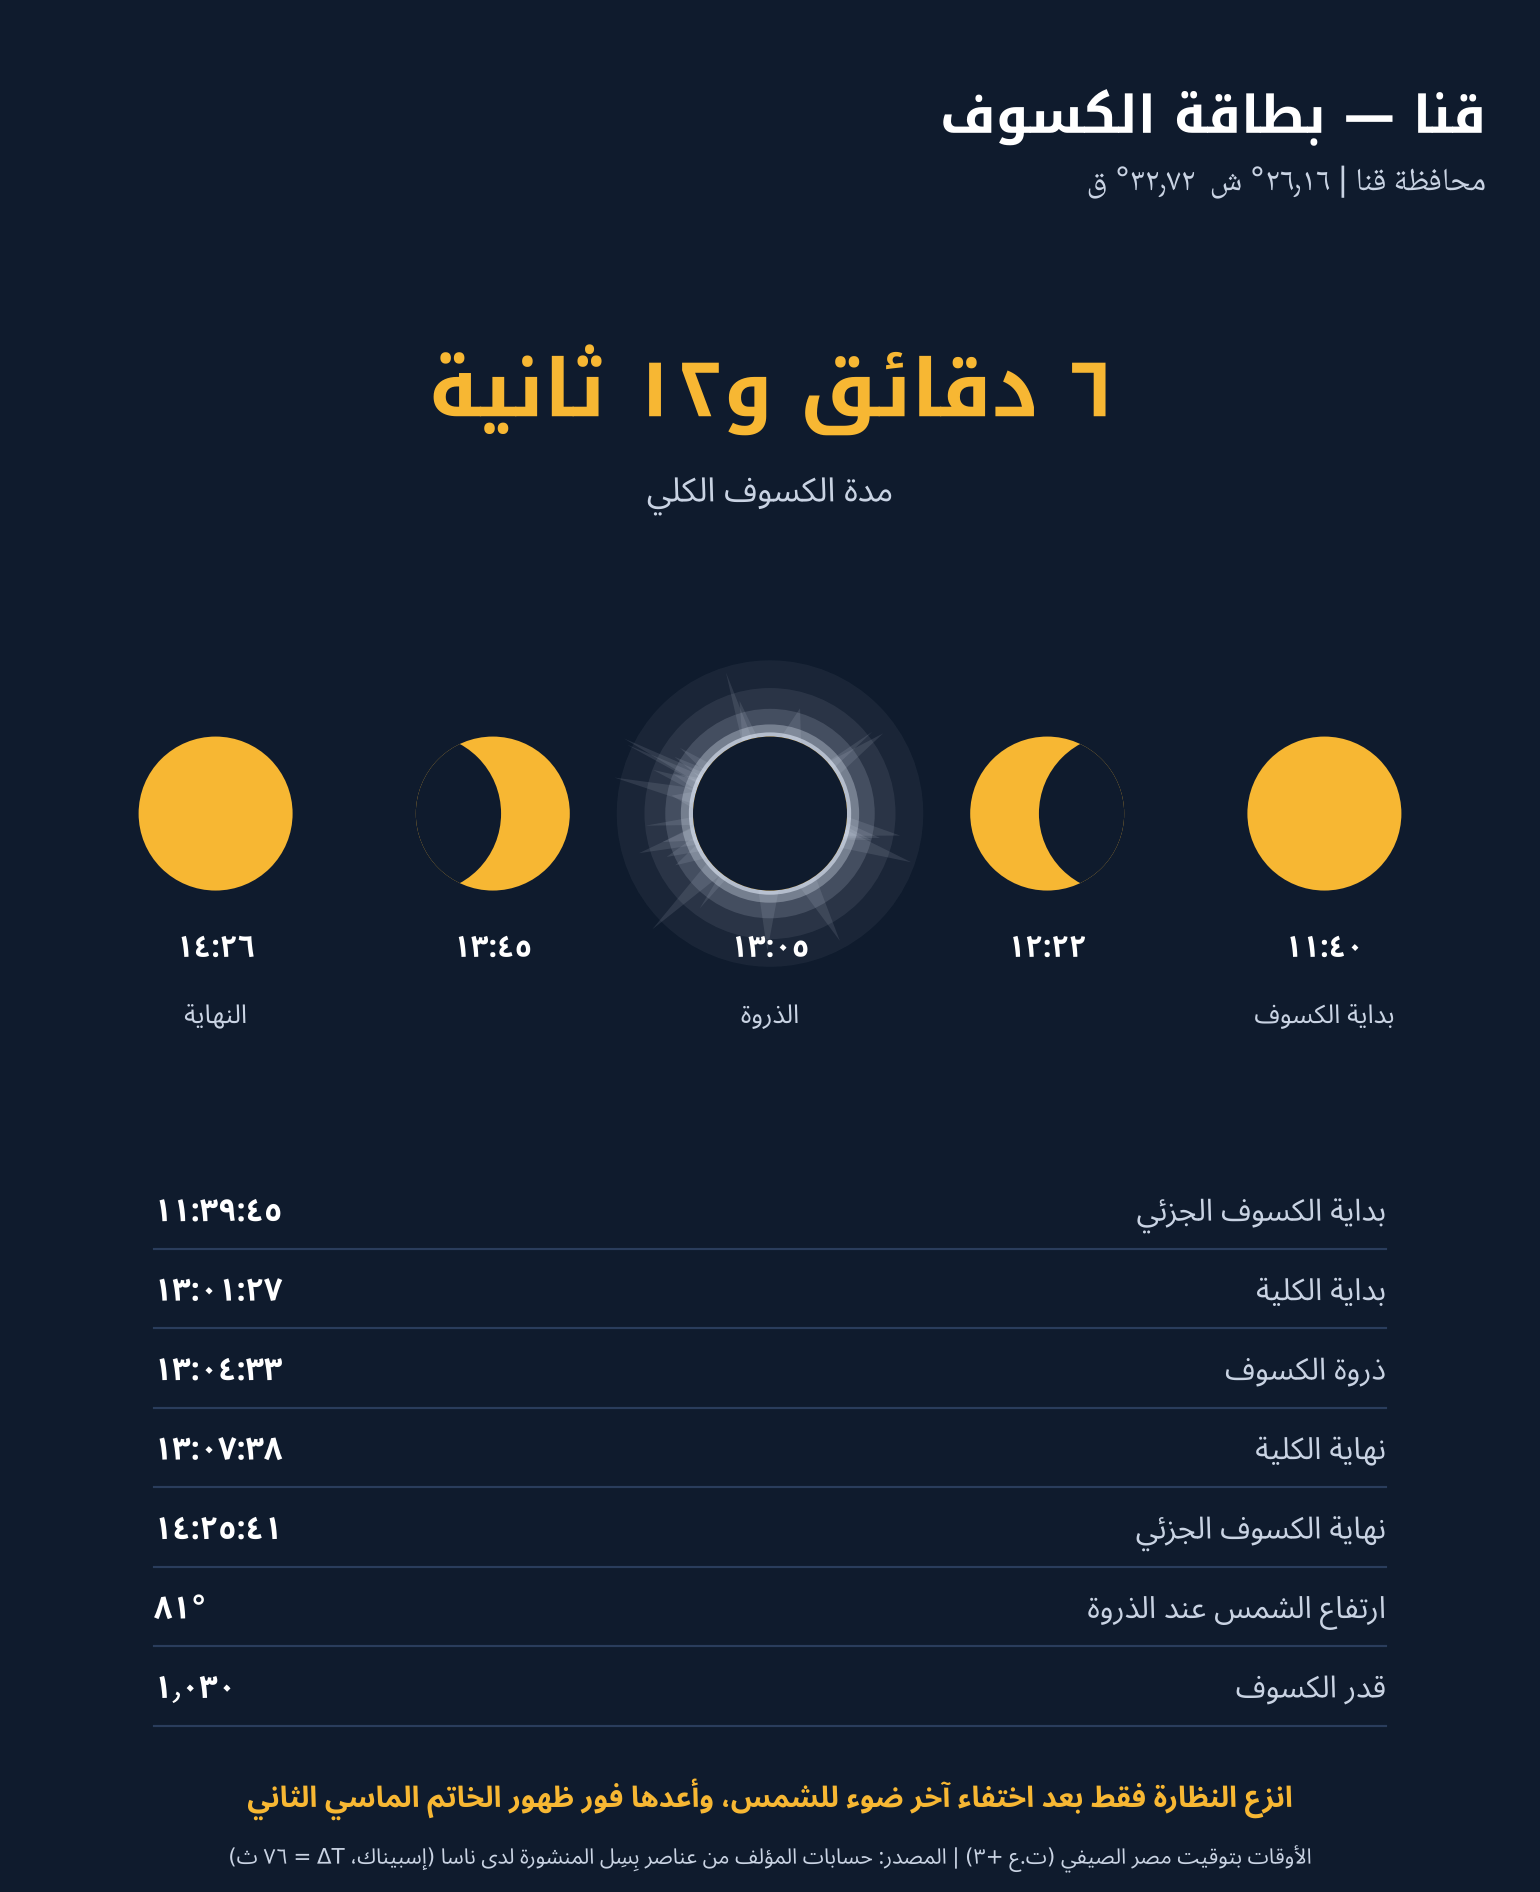 قنا — بطاقة الكسوف
محافظة قنا | ٢٦٫١٦° ش ٣٢٫٧٢° ق
٦ دقائق و١٢ ثانية
مدة الكسوف الكلي
١١:٤٠ ١٢:٢٢ ١٣:٠٥ ١٣:٤٥ ١٤:٢٦
بداية الكسوف الذروة النهاية
بداية الكسوف الجزئي ١١:٣٩:٤٥
بداية الكلية ١٣:٠١:٢٧
ذروة الكسوف ١٣:٠٤:٣٣
نهاية الكلية ١٣:٠٧:٣٨
نهاية الكسوف الجزئي ١٤:٢٥:٤١
ارتفاع الشمس عند الذروة ٨١°
قدر الكسوف ١٫٠٣٠
انزع النظارة فقط بعد اختفاء آخر ضوء للشمس، وأعدها فور ظهور الخاتم الماسي الثاني
الأوقات بتوقيت مصر الصيفي (ت.ع +٣) | المصدر: حسابات المؤلف من عناصر بِسِل المنشورة لدى ناسا (إسبيناك، ΔT = ٧٦ ث)